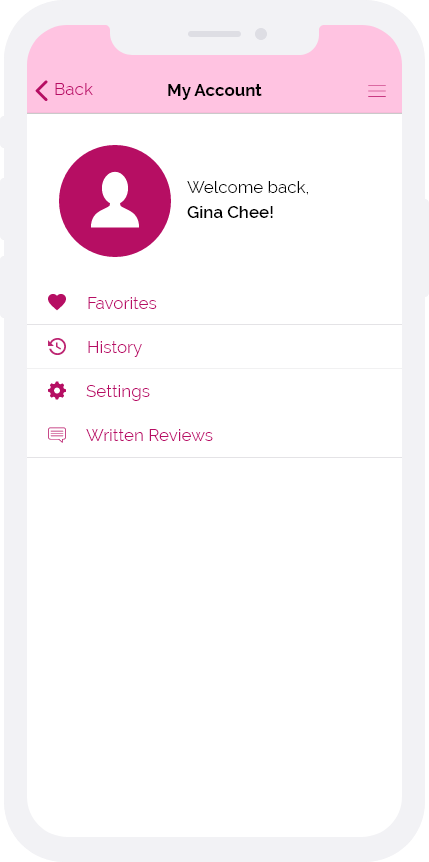 Back
My Account
Welcome back,
Gina Chee!
Favorites
History
Settings
Written Reviews